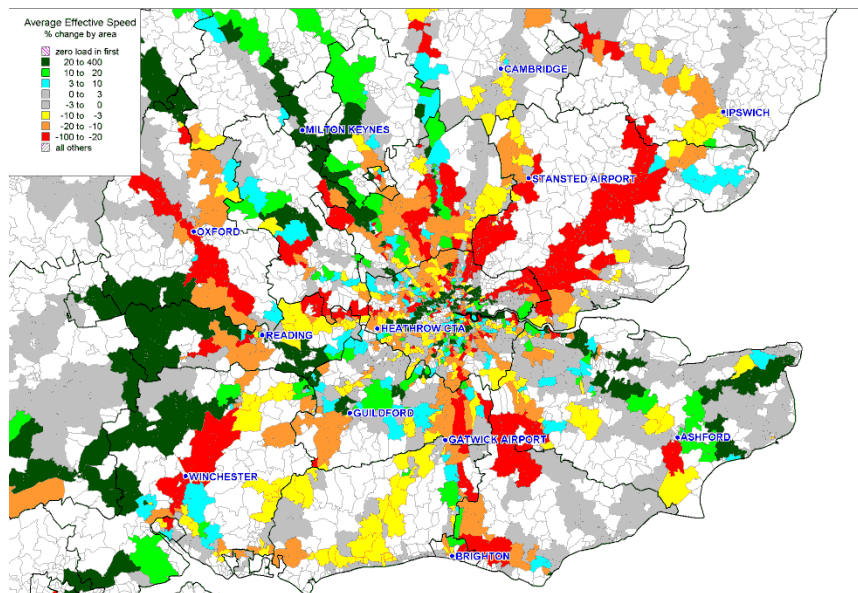 Average Effective Speed
% change by area
zero load in first
20 to 400
10 to 20
3 to 10
0 to 3
-3 to 0
-10 to -3
-20 to -10
-100 to -20
all others
CAMBRIDGE
IPSWICH
MILTON KEYNES
STANSTED AIRPORT
OXFORD
HEATHROW CTA
READING
GUILDFORD
GATWICK AIRPORT
ASHFORD
WINCHESTER
BRIGHTON